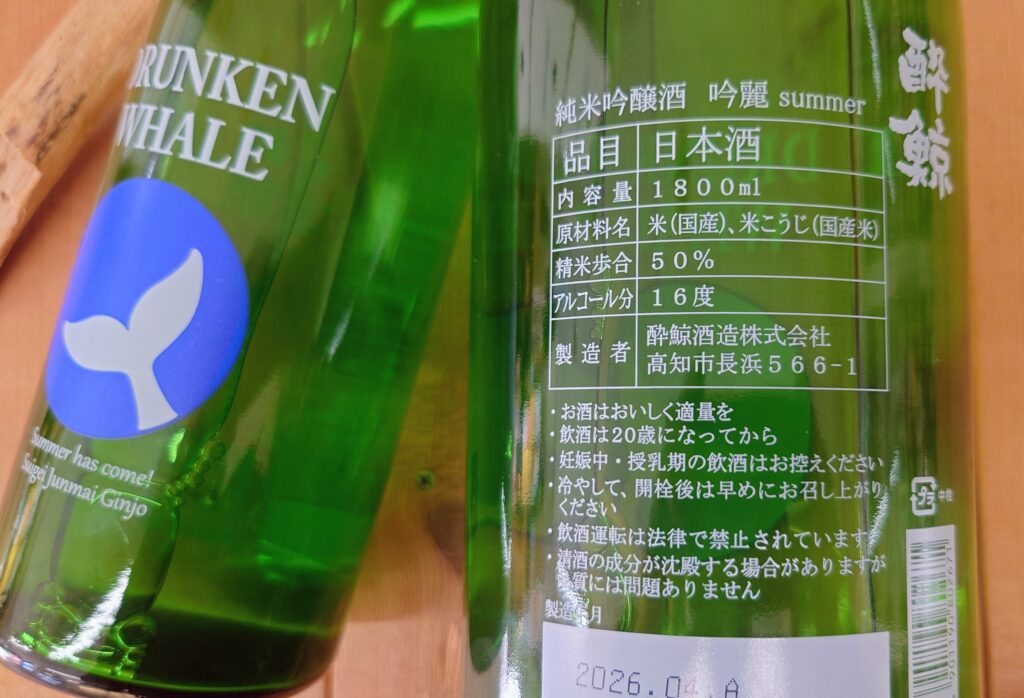 DRUNKEN
WHALE
Summer has come!
Suigei Junmai Ginjo
酔鯨
純米吟醸酒 吟麗 summer
品目 日本酒
内容量 1800ml
原材料名 米(国産)、米こうじ(国産米)
精米歩合 50%
アルコール分 16度
製造者 酔鯨酒造株式会社
高知市長浜566-1
・お酒はおいしく適量を
・飲酒は20歳になってから
・妊娠中・授乳期の飲酒はお控えください
・冷やして、開栓後は早めにお召し上がり
ください
・飲酒運転は法律で禁止されています
・清酒の成分が沈殿する場合がありますが
品質には問題ありません
製造年月
2026.04.A
プラ 中栓